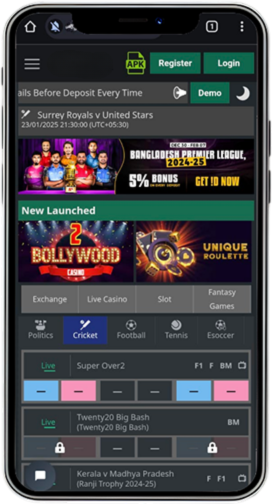 1
APK
Register
Login
ails Before Deposit Every Time
Demo
Surrey Royals v United Stars
23/01/2025 21:30:00 (UTC+05:30)
BANGLADESH PREMIER LEAGUE,
2024-25
5% BONUS
GET ID NOW
New Launched
2
BOLLYWOOD
CASINO
UNIQUE
ROULETTE
Exchange
Live Casino
Slot
Fantasy
Games
Politics
Cricket
Football
Tennis
Esoccer
Live
Super Over2
F1 F BM
— — — — — —
Live
Twenty20 Big Bash
(Twenty20 Big Bash)
BM
— —
Kerala v Madhya Pradesh
(Ranji Trophy 2024-25)
F F1